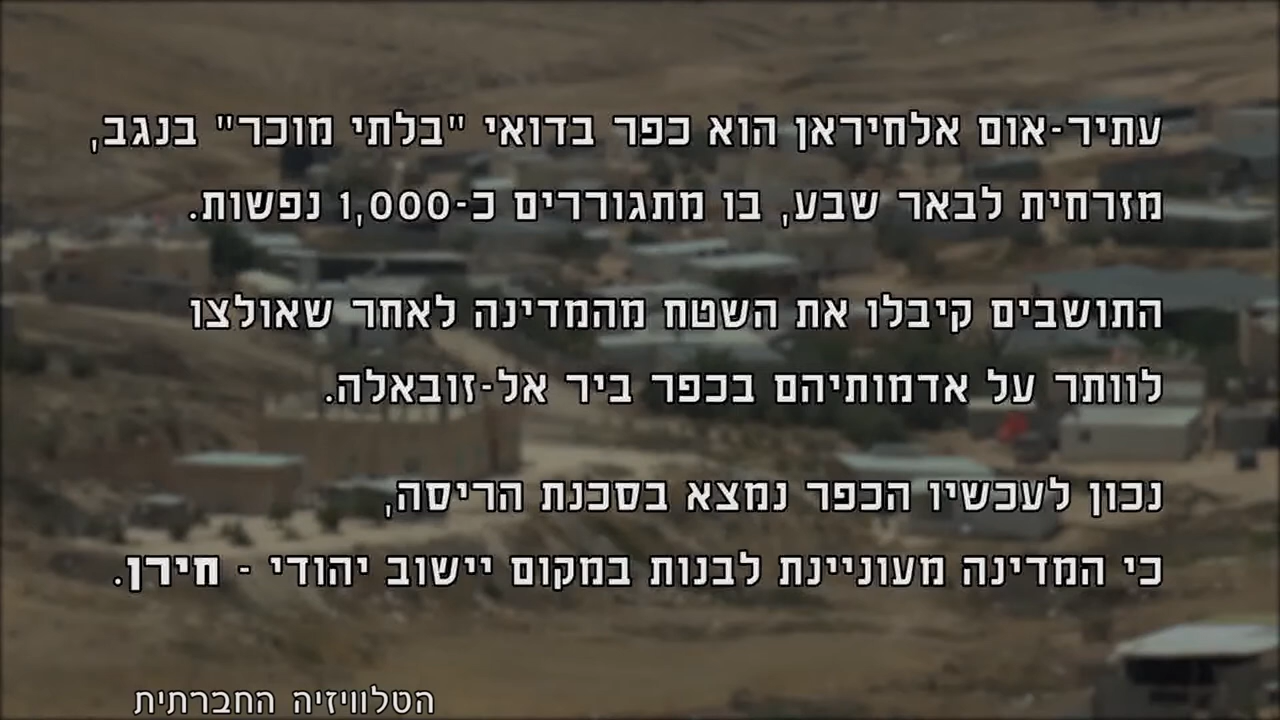 עתיר-אום אלחיראן הוא כפר בדואי "בלתי מוכר" בנגב,
מזרחית לבאר שבע, בו מתגוררים כ-1,000 נפשות.
התושבים קיבלו את השטח מהמדינה לאחר שאולצו
לוותר על אדמותיהם בכפר ביר אל-זובאלה.
נכון לעכשיו הכפר נמצא בסכנת הריסה,
כי המדינה מעוניינת לבנות במקום יישוב יהודי - חירן.
הטלוויזיה החברתית